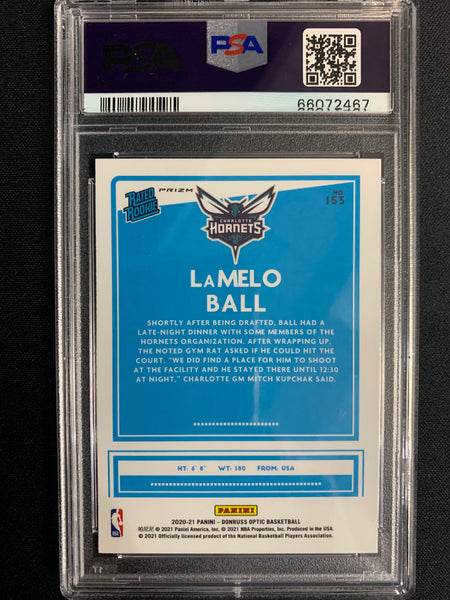 PSA
PSA
66072467
RATED ROOKIE
PRIZM
CHARLOTTE
HORNETS
NO.
153
LAMELO
BALL
SHORTLY AFTER BEING DRAFTED, BALL HAD A
LATE-NIGHT DINNER WITH SOME MEMBERS OF THE
HORNETS ORGANIZATION. AFTER WRAPPING UP,
THE NOTED GYM RAT ASKED IF HE COULD HIT THE
COURT. "WE DID FIND A PLACE FOR HIM TO SHOOT
AT THE FACILITY AND HE STAYED THERE UNTIL 12:30
AT NIGHT." CHARLOTTE GM MITCH KUPCHAK SAID.
HT: 6' 8" WT: 180 FROM: USA
PANINI
2020-21 PANINI – DONRUSS OPTIC BASKETBALL
帕尼尼 © 2021 Panini America, Inc. © 2021 NBA Properties, Inc. Produced in the USA.
© 2021 Officially licensed product of the National Basketball Players Association.